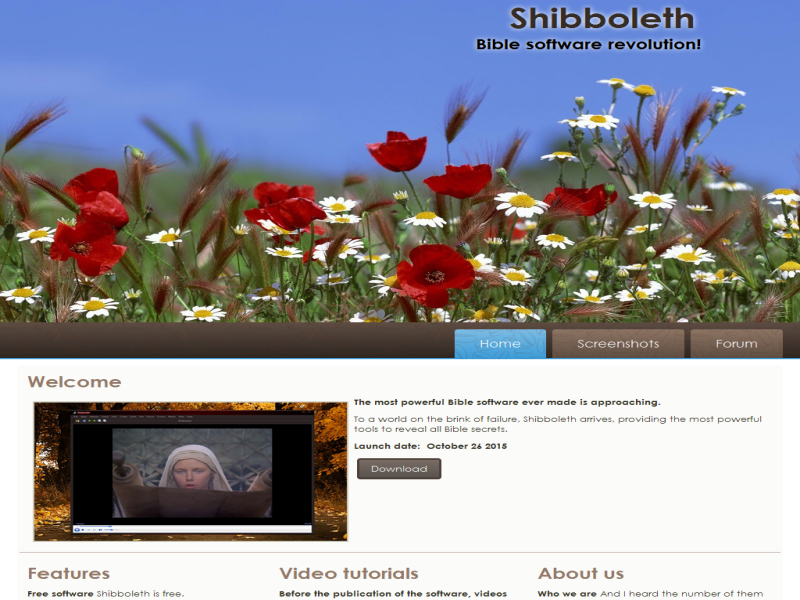 Shibboleth
Bible software revolution!
Home
Screenshots
Forum
Welcome
The most powerful Bible software ever made is approaching.
To a world on the brink of failure, Shibboleth arrives, providing the most powerful
tools to reveal all Bible secrets.
Launch date: October 26 2015
Download
Features
Free software Shibboleth is free.
Video tutorials
Before the publication of the software, videos
About us
Who we are And I heard the number of them